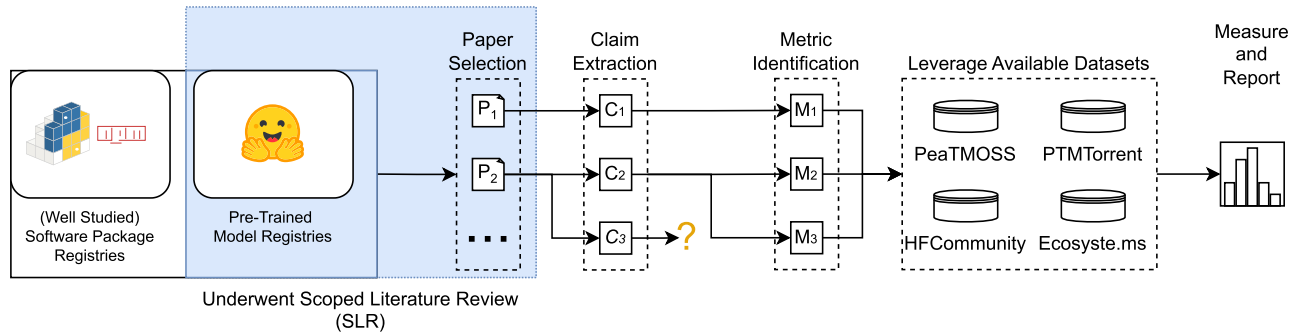 (Well Studied)
Software Package
Registries
Pre-Trained
Model Registries
Underwent Scoped Literature Review
(SLR)
Paper
Selection
P1
P2
...
Claim
Extraction
C1
C2
C3
?
Metric
Identification
M1
M2
M3
Leverage Available Datasets
PeaTMOSS
PTMTorrent
HFCommunity
Ecosyste.ms
Measure
and
Report